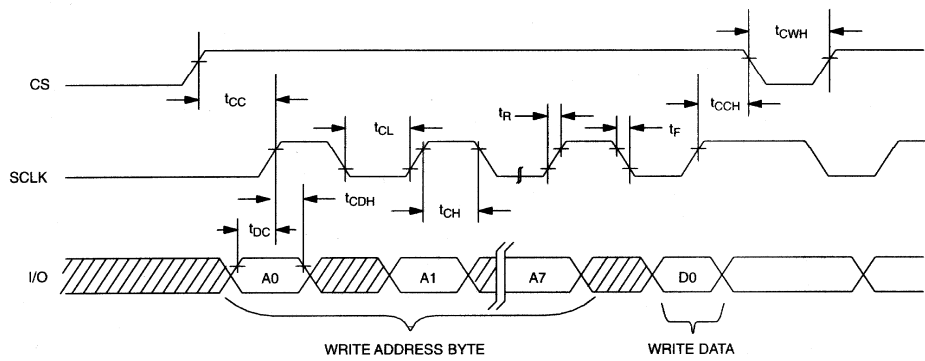 tCWH
CS
tCC
tCCH
tR
tCL
tF
SCLK
tCDH
tCH
tDC
I/O
A0
A1
A7
D0
WRITE ADDRESS BYTE
WRITE DATA